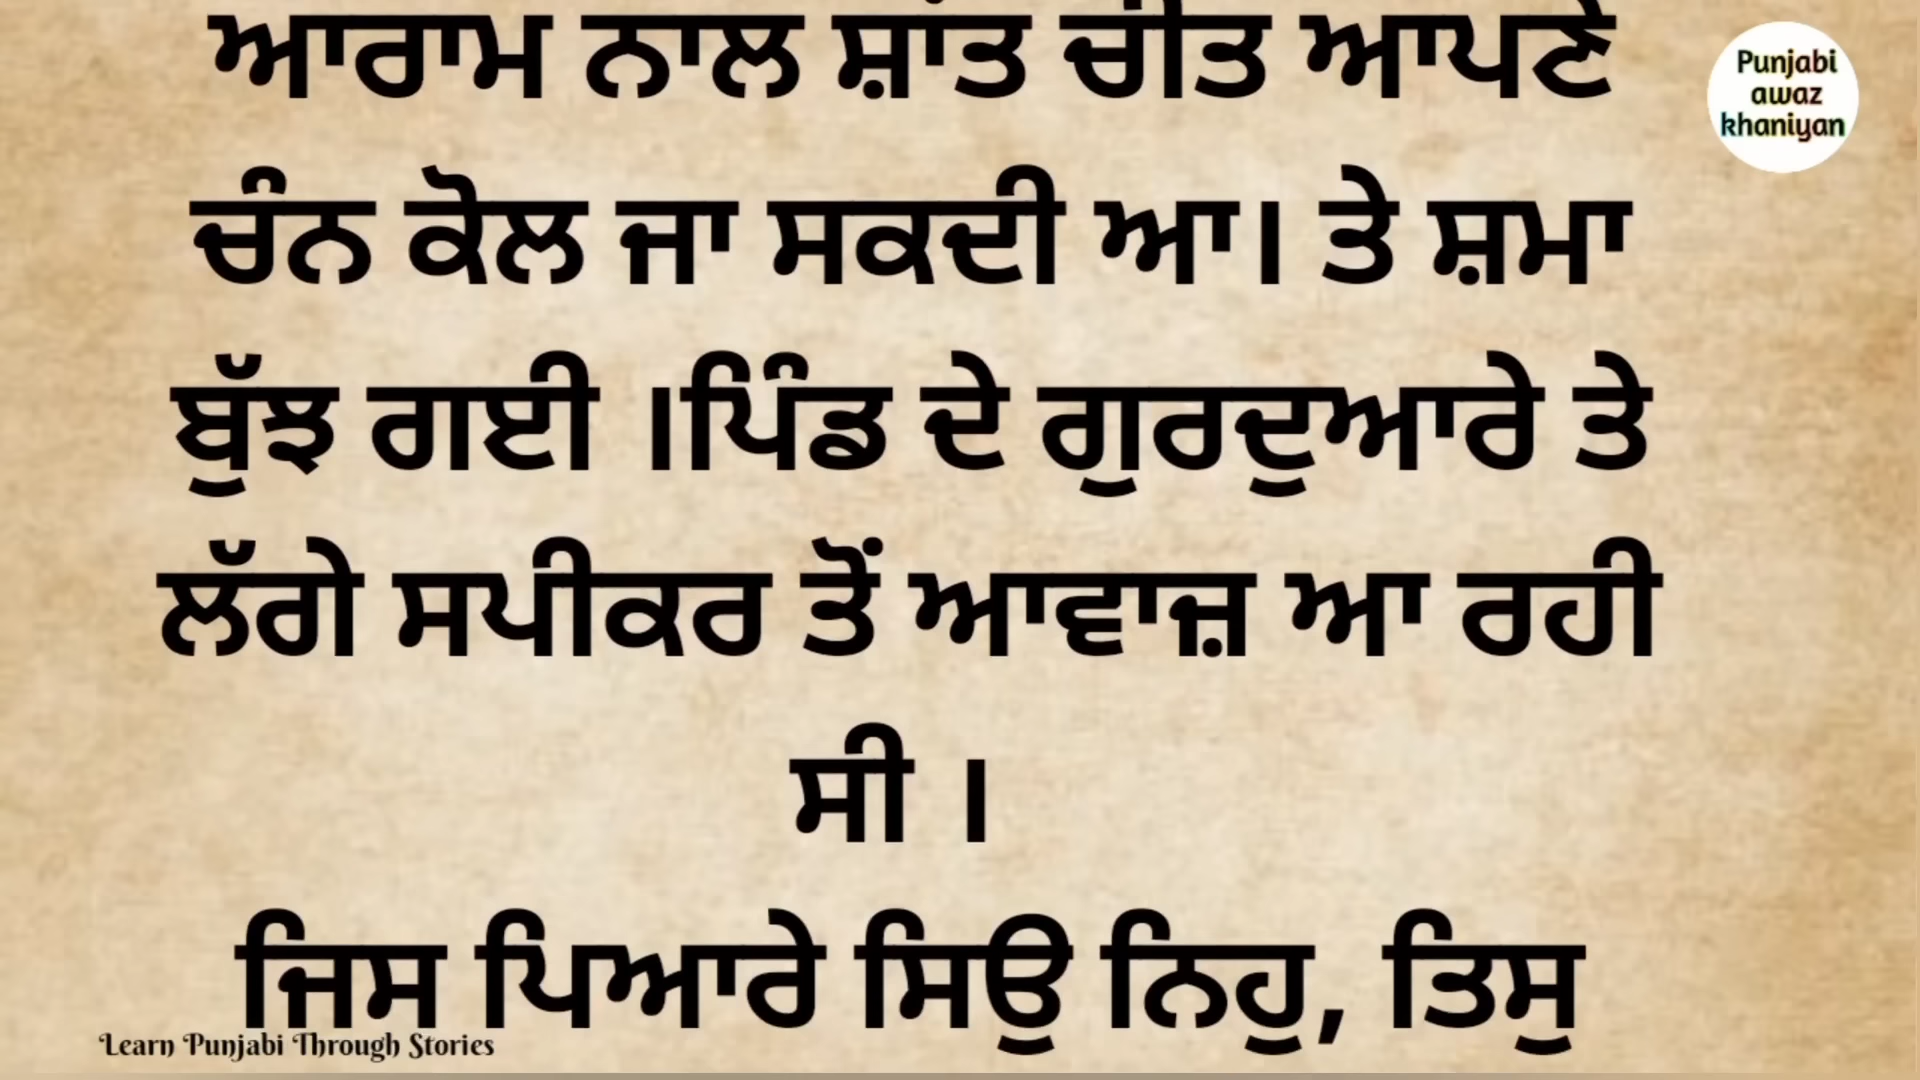 ਆਰਾਮ ਨਾਲ ਸ਼ਾਂਤ ਚੀਤ ਆਪਣੇ
ਚੰਨ ਕੋਲ ਜਾ ਸਕਦੀ ਆ। ਤੇ ਸ਼ਮਾ
ਬੁੱਝ ਗਈ ।ਪਿੰਡ ਦੇ ਗੁਰਦੁਆਰੇ ਤੇ
ਲੱਗੇ ਸਪੀਕਰ ਤੋਂ ਆਵਾਜ਼ ਆ ਰਹੀ
ਸੀ ।
ਜਿਸ ਪਿਆਰੇ ਸਿਉ ਨਿਹੁ, ਤਿਸੁ
Punjabi
awaz
khaniyan
Learn Punjabi Through Stories